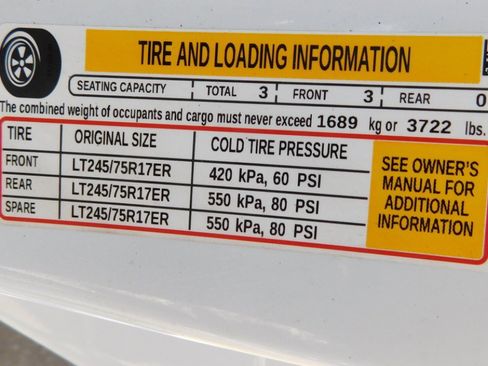 TIRE AND LOADING INFORMATION
SEATING CAPACITY TOTAL 3 FRONT 3 REAR 0
The combined weight of occupants and cargo must never exceed 1689 kg or 3722 lbs.
TIRE ORIGINAL SIZE COLD TIRE PRESSURE
FRONT LT245/75R17ER 420 kPa, 60 PSI
REAR LT245/75R17ER 550 kPa, 80 PSI
SPARE LT245/75R17ER 550 kPa, 80 PSI
SEE OWNER'S
MANUAL FOR
ADDITIONAL
INFORMATION